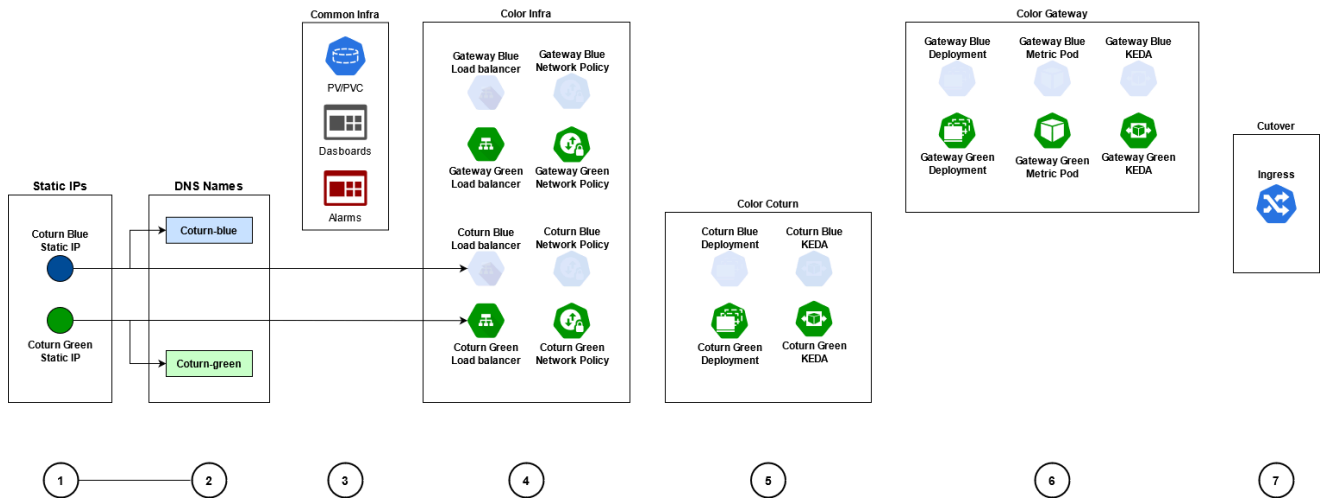 Static IPs
Coturn Blue
Static IP
Coturn Green
Static IP
DNS Names
Coturn-blue
Coturn-green
Common Infra
PV/PVC
Dasboards
Alarms
Color Infra
Gateway Blue
Load balancer
Gateway Blue
Network Policy
Gateway Green
Load balancer
Gateway Green
Network Policy
Coturn Blue
Load balancer
Coturn Blue
Network Policy
Coturn Green
Load balancer
Coturn Green
Network Policy
Color Coturn
Coturn Blue
Deployment
Coturn Blue
KEDA
Coturn Green
Deployment
Coturn Green
KEDA
Color Gateway
Gateway Blue
Deployment
Gateway Blue
Metric Pod
Gateway Blue
KEDA
Gateway Green
Deployment
Gateway Green
Metric Pod
Gateway Green
KEDA
Cutover
Ingress
1
2
3
4
5
6
7